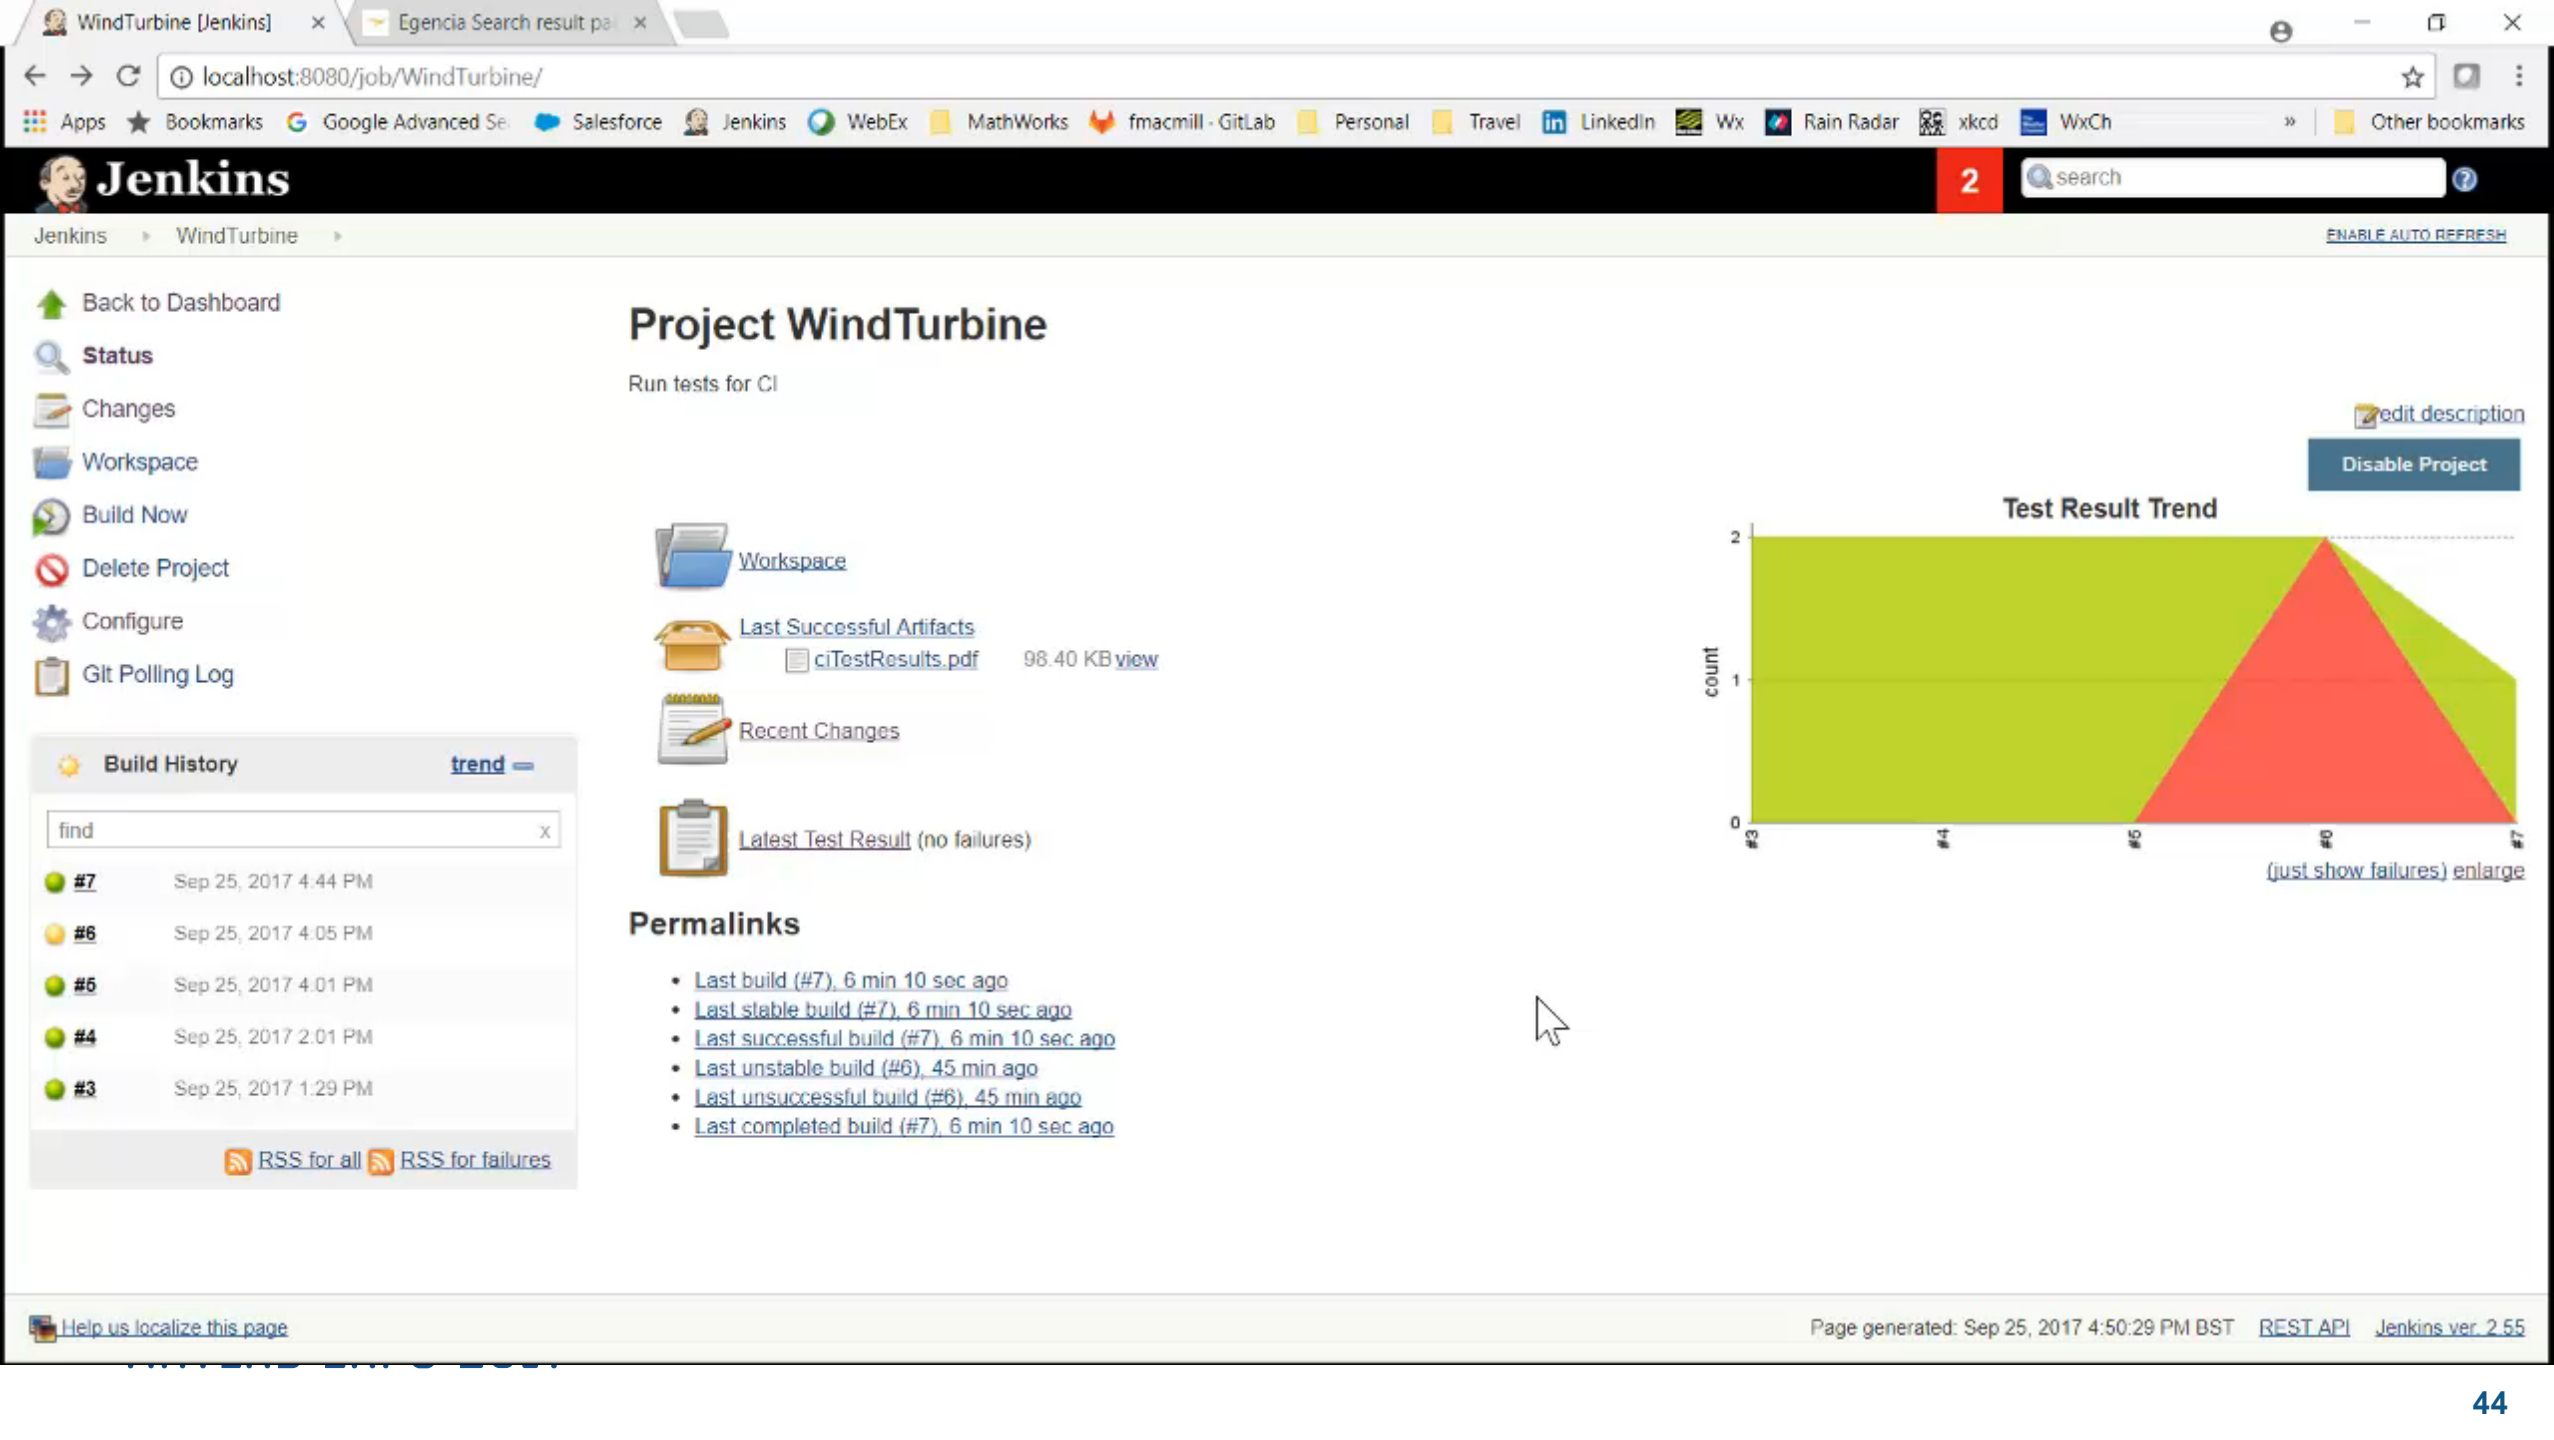 WindTurbine [Jenkins]
Egencia Search result pa
localhost:8080/job/WindTurbine/
Apps Bookmarks Google Advanced Se Salesforce Jenkins WebEx MathWorks fmacmill - GitLab Personal Travel LinkedIn Wx Rain Radar xkcd WxCh » Other bookmarks
Jenkins 2 search
Jenkins WindTurbine ENABLE AUTO REFRESH
Back to Dashboard
Status
Changes
Workspace
Build Now
Delete Project
Configure
Git Polling Log
Build History trend
find x
#7 Sep 25, 2017 4:44 PM
#6 Sep 25, 2017 4:05 PM
#5 Sep 25, 2017 4:01 PM
#4 Sep 25, 2017 2:01 PM
#3 Sep 25, 2017 1:29 PM
RSS for all RSS for failures
Project WindTurbine
Run tests for CI
edit description
Disable Project
Workspace
Last Successful Artifacts
ciTestResults.pdf 98.40 KB view
Recent Changes
Latest Test Result (no failures)
Test Result Trend
count
2
1
0
#3 #4 #5 #6 #7
(just show failures) enlarge
Permalinks
• Last build (#7), 6 min 10 sec ago
• Last stable build (#7), 6 min 10 sec ago
• Last successful build (#7), 6 min 10 sec ago
• Last unstable build (#6), 45 min ago
• Last unsuccessful build (#6), 45 min ago
• Last completed build (#7), 6 min 10 sec ago
Help us localize this page
Page generated: Sep 25, 2017 4:50:29 PM BST REST API Jenkins ver. 2.55
44